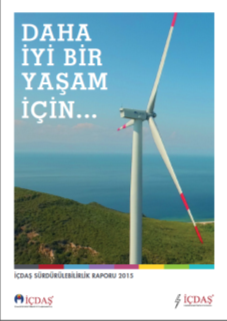 DAHA
İYİ BİR
YAŞAM
İÇİN...
İÇDAŞ SÜRDÜRÜLEBİLİRLİK RAPORU 2015
İÇDAŞ
İÇDAŞ